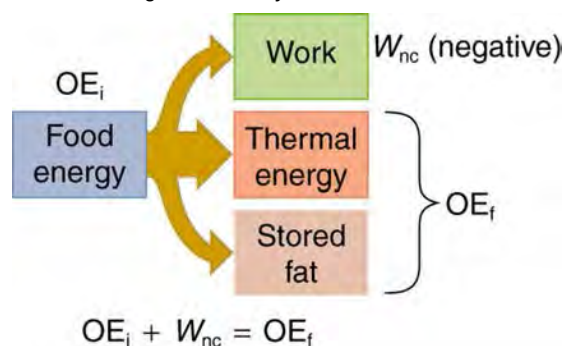 Work
W_nc (negative)
OE_i
Food
energy
Thermal
energy
OE_f
Stored
fat
OE_i + W_nc = OE_f